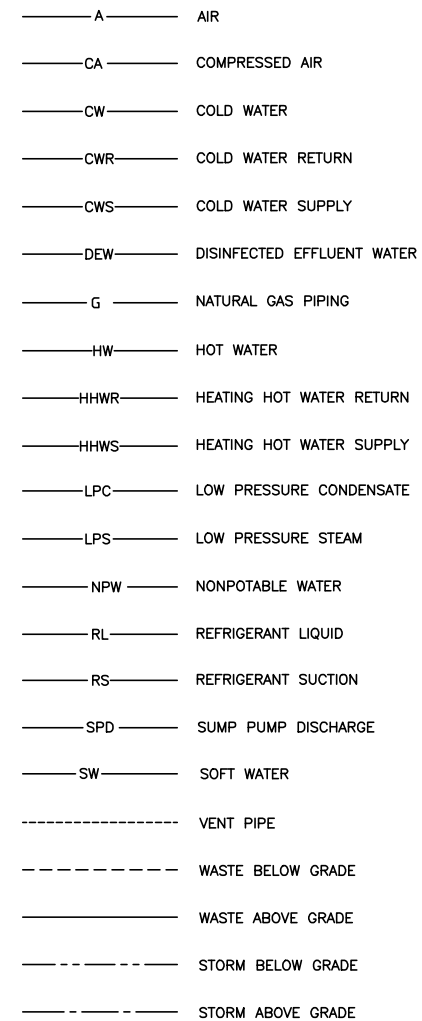 A AIR
CA COMPRESSED AIR
CW COLD WATER
CWR COLD WATER RETURN
CWS COLD WATER SUPPLY
DEW DISINFECTED EFFLUENT WATER
G NATURAL GAS PIPING
HW HOT WATER
HHWR HEATING HOT WATER RETURN
HHWS HEATING HOT WATER SUPPLY
LPC LOW PRESSURE CONDENSATE
LPS LOW PRESSURE STEAM
NPW NONPOTABLE WATER
RL REFRIGERANT LIQUID
RS REFRIGERANT SUCTION
SPD SUMP PUMP DISCHARGE
SW SOFT WATER
VENT PIPE
WASTE BELOW GRADE
WASTE ABOVE GRADE
STORM BELOW GRADE
STORM ABOVE GRADE